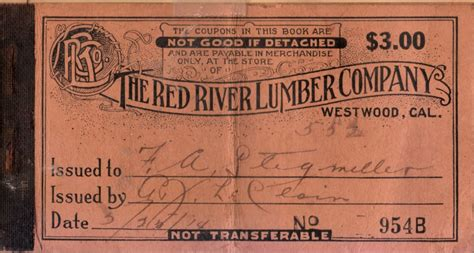 THE COUPONS IN THIS BOOK ARE
NOT GOOD IF DETACHED
AND ARE PAYABLE IN MERCHANDISE
ONLY, AT THE STORE
OF
$3.00
RRLCo.
THE RED RIVER LUMBER COMPANY
WESTWOOD, CAL.
552
Issued to F. A. Stegmeller
Issued by
Date
No 954B
NOT TRANSFERABLE